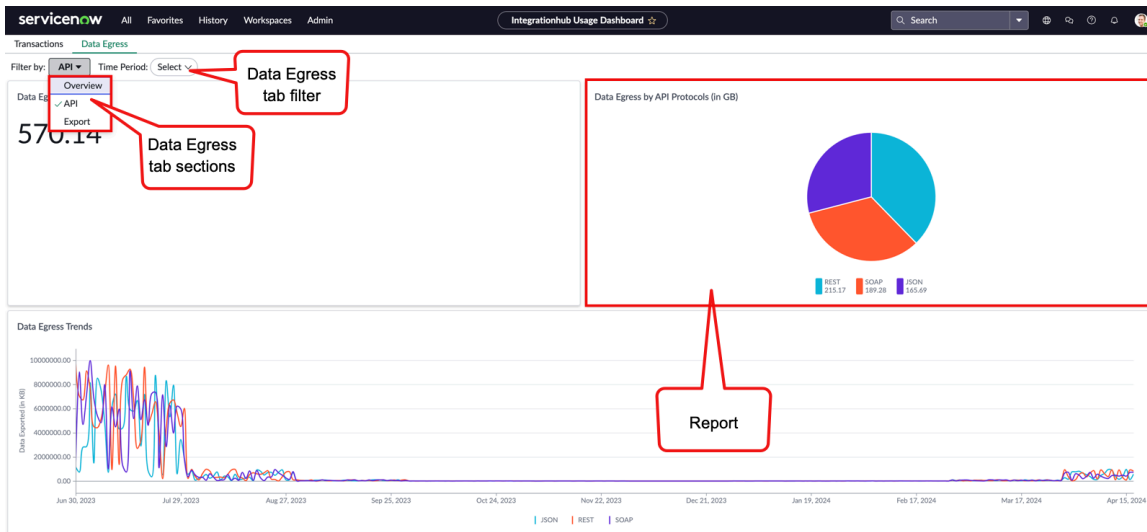 servicenow All Favorites History Workspaces Admin Integrationhub Usage Dashboard ☆ Search
Transactions Data Egress
Filter by: API Time Period: Select
Data Egress
tab filter
Overview
API
Export
Data Eg
570.14
Data Egress
tab sections
Data Egress by API Protocols (in GB)
REST SOAP JSON
215.17 189.28 165.69
Report
Data Egress Trends
Data Exported (in KB)
10000000.00
8000000.00
6000000.00
4000000.00
2000000.00
0.00
Jun 30, 2023 Jul 29, 2023 Aug 27, 2023 Sep 25, 2023 Oct 24, 2023 Nov 22, 2023 Dec 21, 2023 Jan 19, 2024 Feb 17, 2024 Mar 17, 2024 Apr 15, 2024
JSON REST SOAP